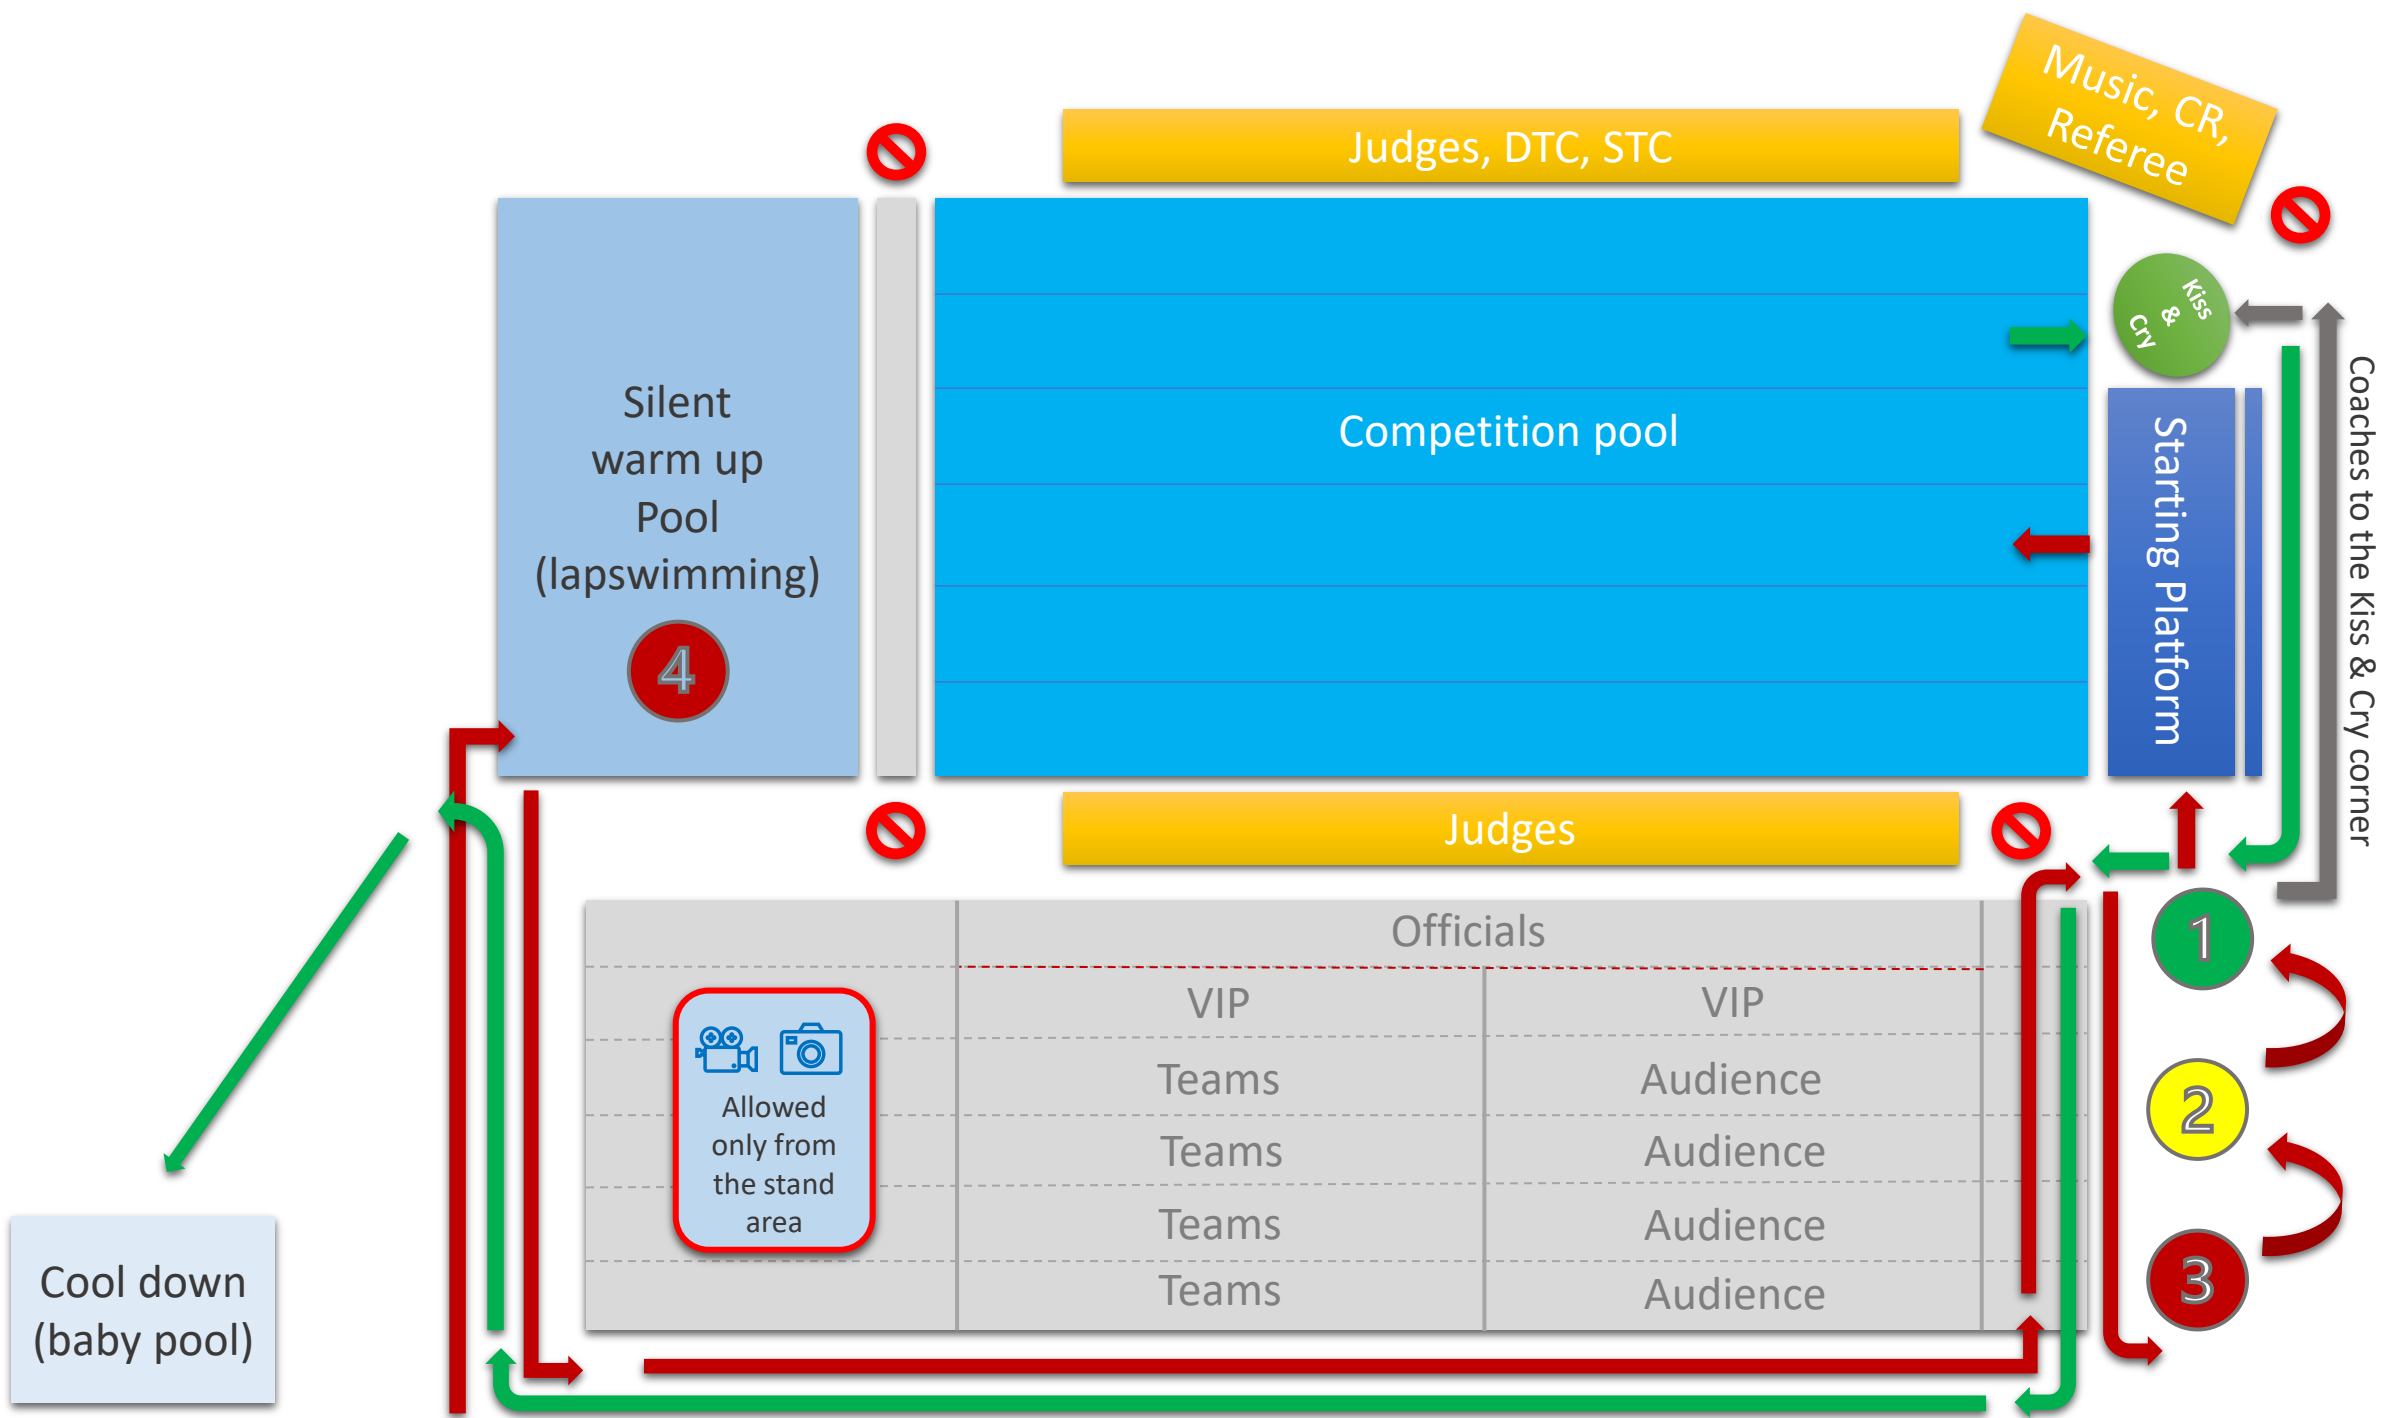 Music, CR,
Referee
Judges, DTC, STC
Kiss
&
Cry
Silent
warm up
Pool
(lapswimming)
4
Competition pool
Starting Platform
Coaches to the Kiss & Cry corner
Judges
Officials
1
VIP
VIP
Allowed
only from
the stand
area
Teams
Audience
2
Teams
Audience
Teams
Audience
3
Teams
Audience
Cool down
(baby pool)